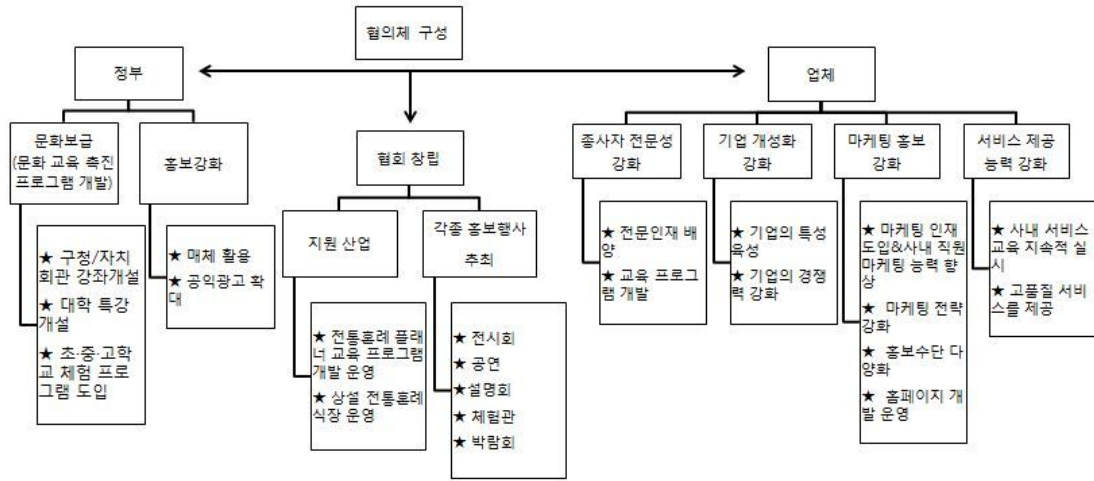 협의체 구성
정부
업체
문화보급
(문화 교육 촉진
프로그램 개발)
홍보강화
협회 창립
종사자 전문성
강화
기업 개성화
강화
마케팅 홍보
강화
서비스 제공
능력 강화
지원 산업
각종 홍보행사
추최
★ 구청/자치
회관 강좌개설
★ 대학 특강
개설
★ 초·중·고학
교 체험 프로
그램 도입
★ 매체 활용
★ 공익광고 확
대
★ 전통혼례 플래
너 교육 프로그램
개발 운영
★ 상설 전통혼례
식장 운영
★ 전시회
★ 공연
★설명회
★ 체험관
★ 박람회
★ 전문인재 배
양
★ 교육 프로그
램 개발
★ 기업의 특성
육성
★ 기업의 경쟁
력 강화
★ 마케팅 인재
도입&사내 직원
마케팅 능력 향
상
★ 마케팅 전략
강화
★ 홍보수단 다
양화
★ 홈페이지 개
발 운영
★ 사내 서비스
교육 지속적 실
시
★ 고품질 서비
스를 제공